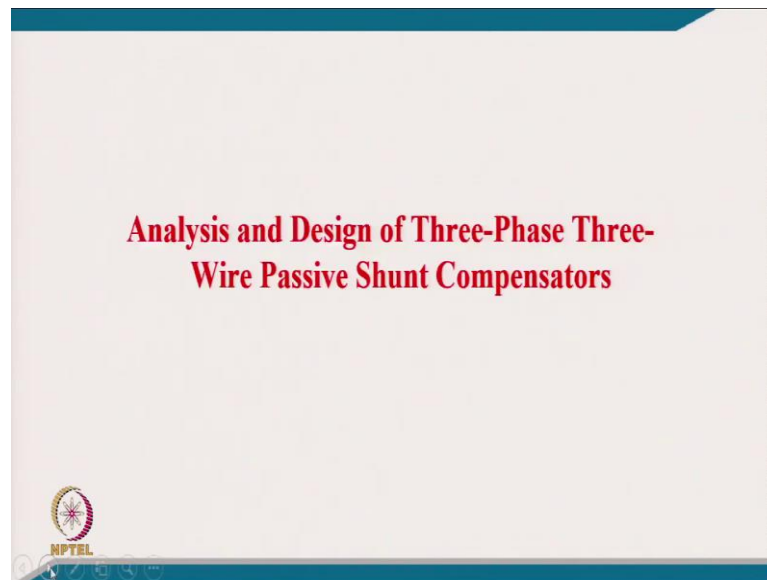 Analysis and Design of Three-Phase Three-
Wire Passive Shunt Compensators
NPTEL